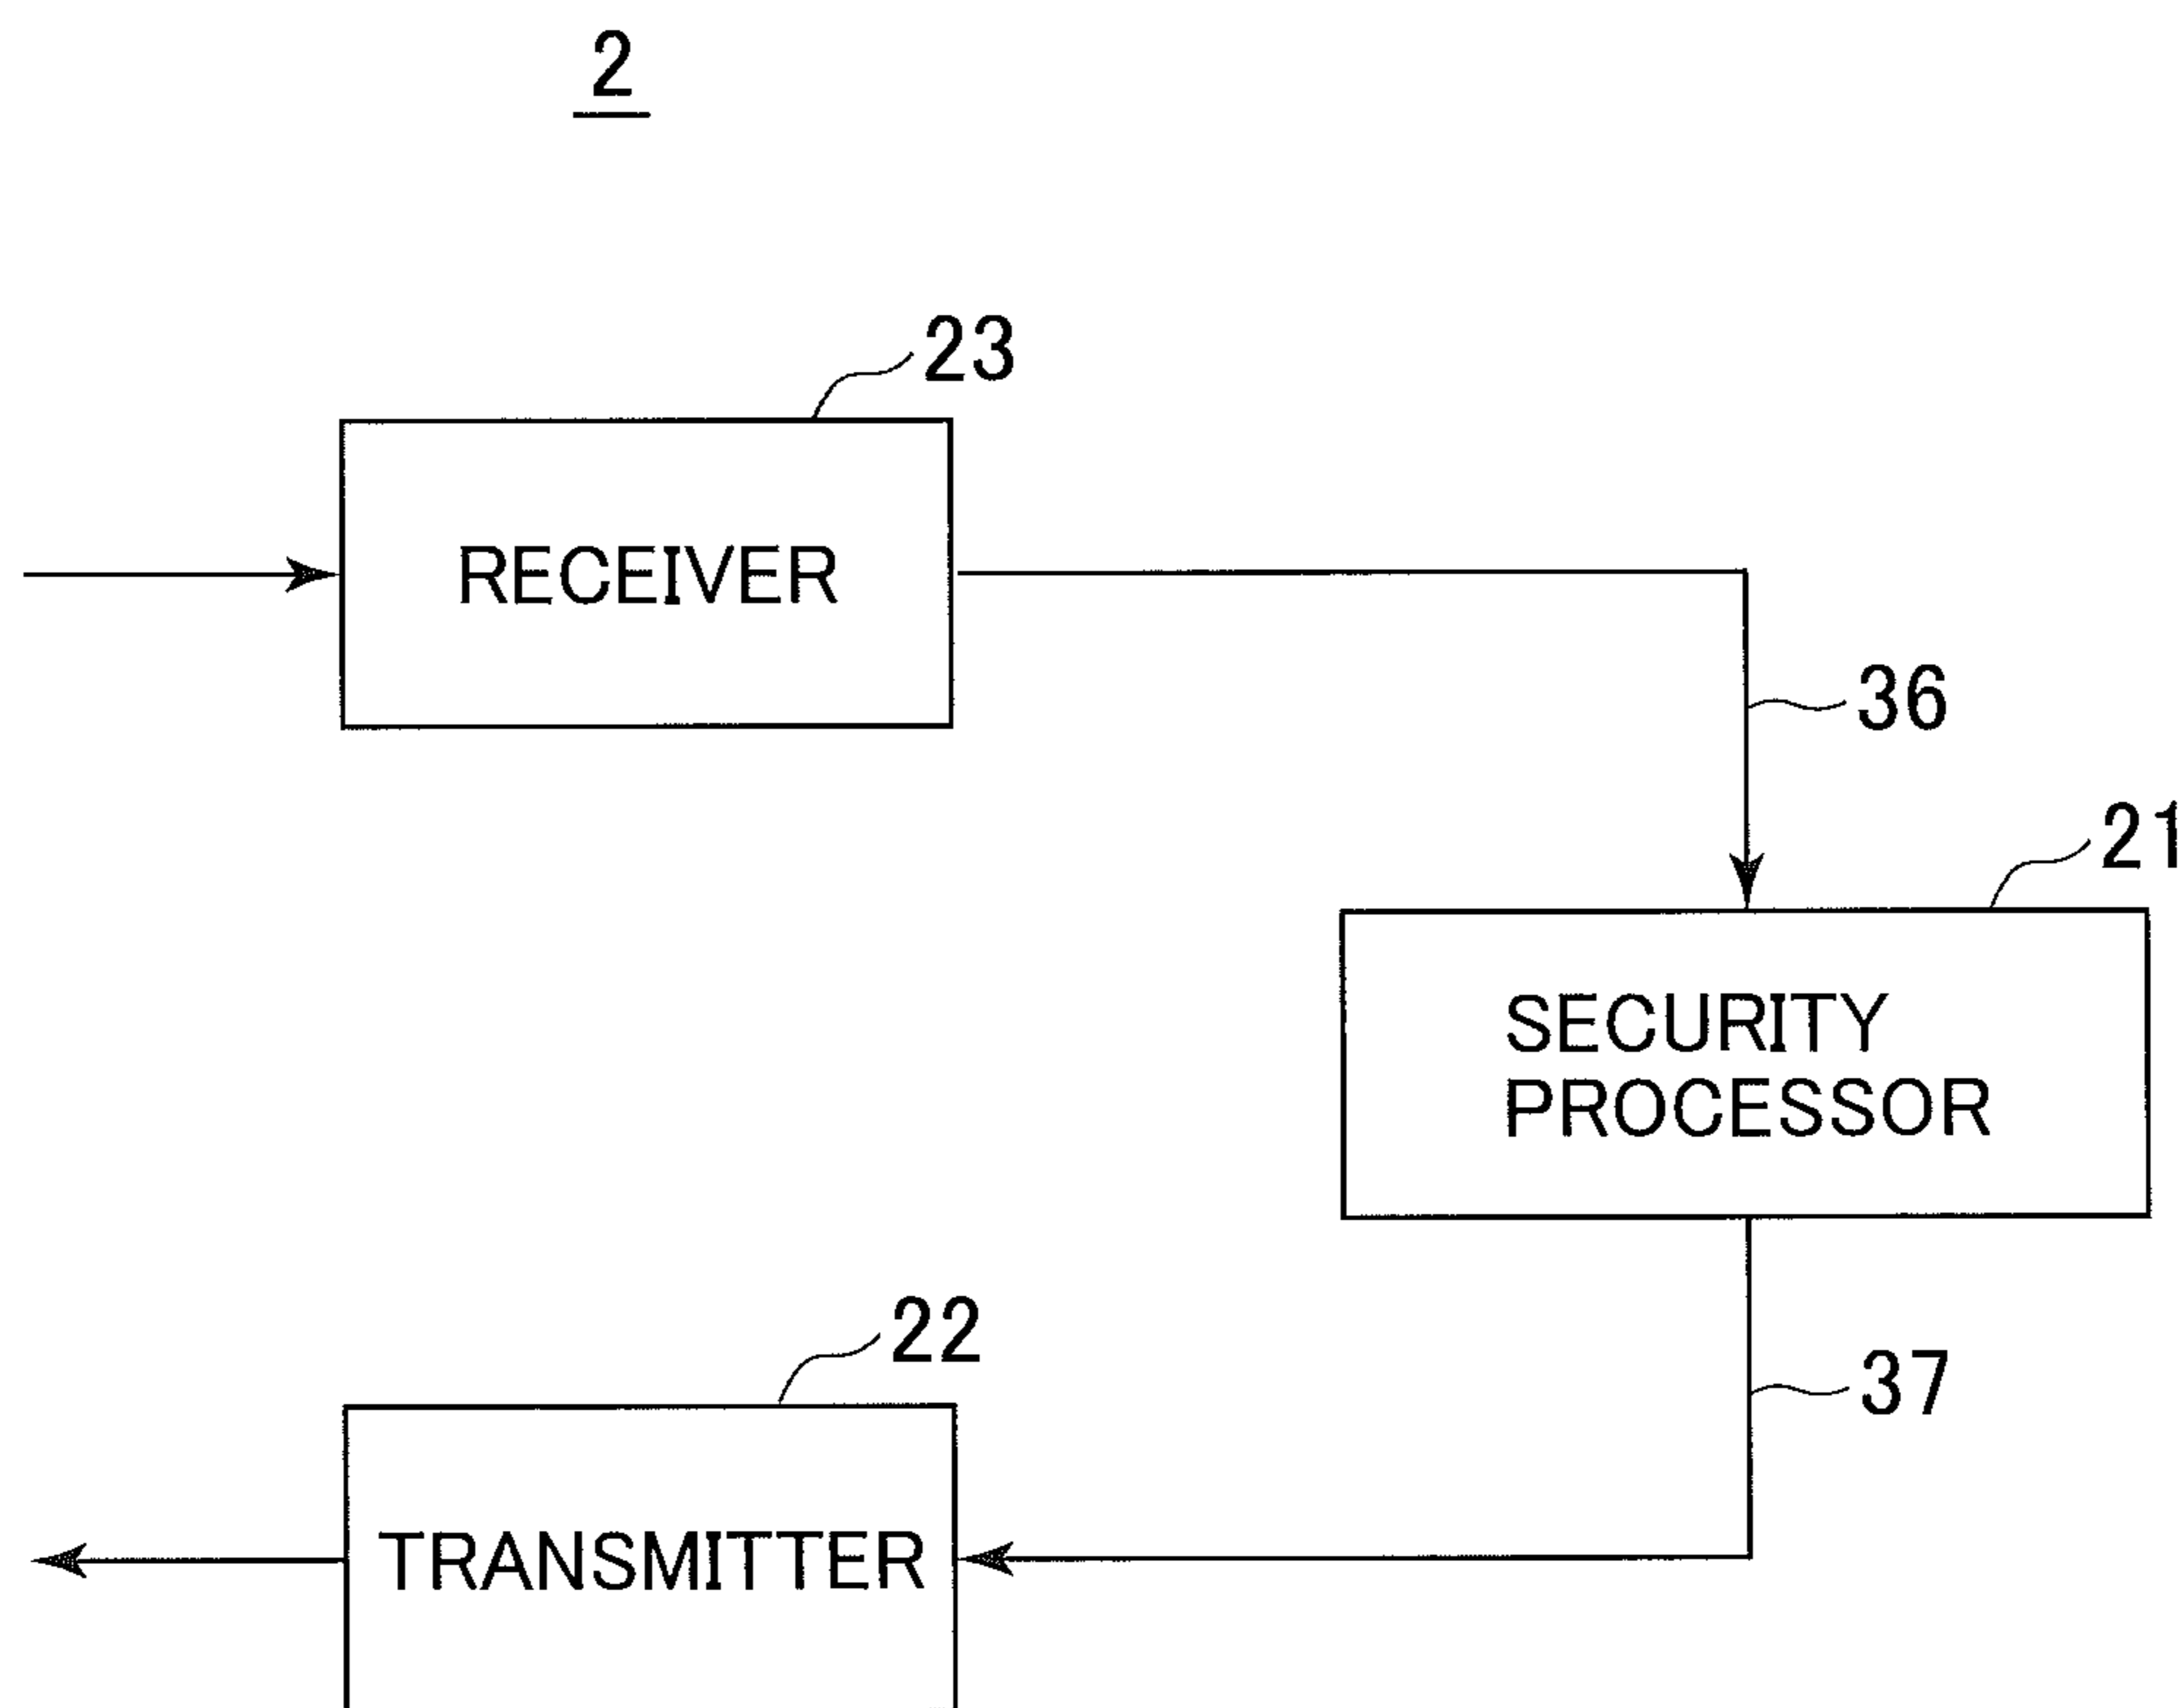 2
23
RECEIVER
36
21
SECURITY
PROCESSOR
22
37
TRANSMITTER